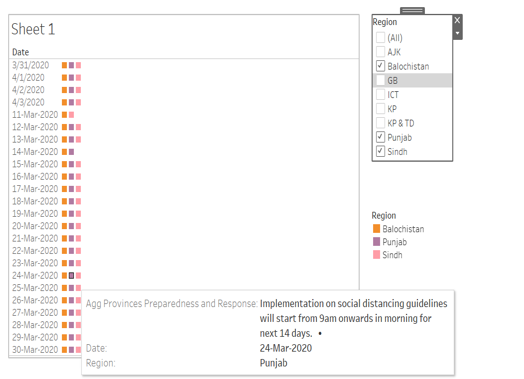 Sheet 1
Date
3/31/2020
4/1/2020
4/2/2020
4/3/2020
11-Mar-2020
12-Mar-2020
13-Mar-2020
14-Mar-2020
15-Mar-2020
16-Mar-2020
17-Mar-2020
18-Mar-2020
19-Mar-2020
20-Mar-2020
21-Mar-2020
22-Mar-2020
23-Mar-2020
24-Mar-2020
25-Mar-2020
26-Mar-2020
27-Mar-2020
28-Mar-2020
29-Mar-2020
30-Mar-2020
Agg Provinces Preparedness and Response: Implementation on social distancing guidelines
will start from 9am onwards in morning for
next 14 days. •
Date: 24-Mar-2020
Region: Punjab
Region
(All)
AJK
Balochistan
GB
ICT
KP
KP & TD
Punjab
Sindh
Region
Balochistan
Punjab
Sindh